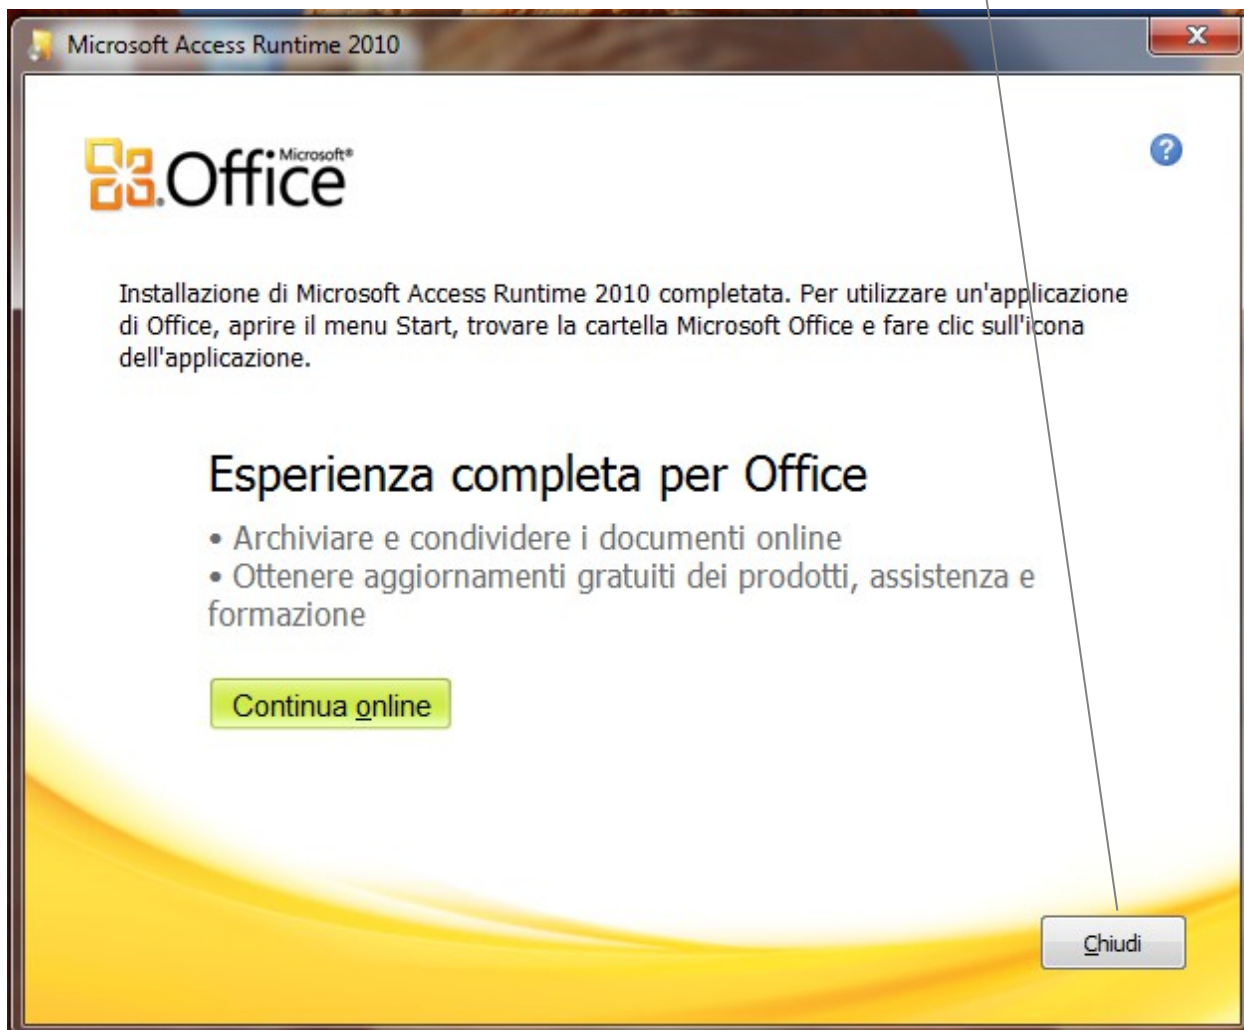 Microsoft Access Runtime 2010
Microsoft®
Office
Installazione di Microsoft Access Runtime 2010 completata. Per utilizzare un'applicazione
di Office, aprire il menu Start, trovare la cartella Microsoft Office e fare clic sull'icona
dell'applicazione.
Esperienza completa per Office
• Archiviare e condividere i documenti online
• Ottenere aggiornamenti gratuiti dei prodotti, assistenza e
formazione
Continua online
Chiudi